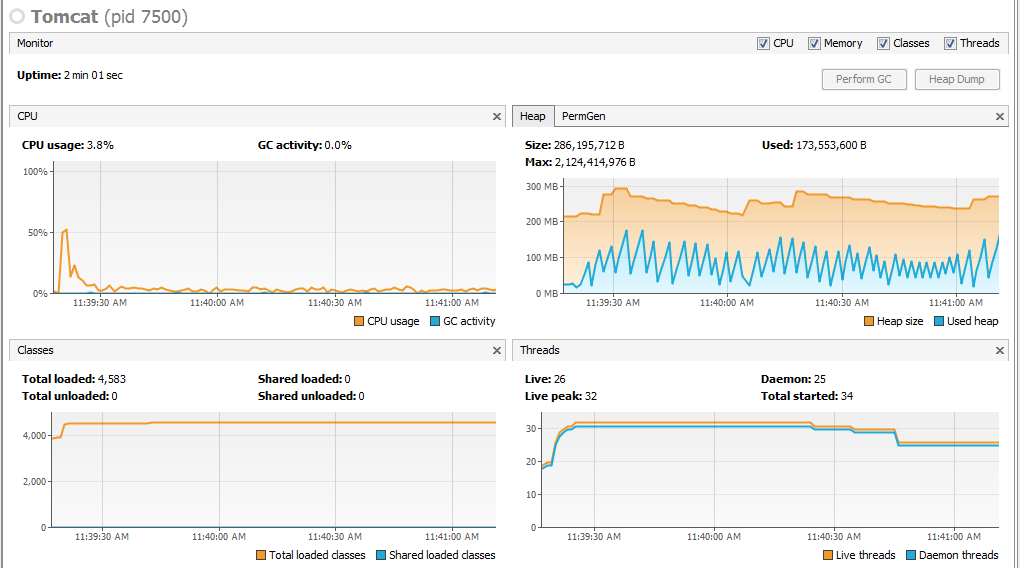 Tomcat (pid 7500)
Monitor
CPU Memory Classes Threads
Uptime: 2 min 01 sec
Perform GC Heap Dump
CPU
CPU usage: 3.8% GC activity: 0.0%
100%
50%
0%
11:39:30 AM 11:40:00 AM 11:40:30 AM 11:41:00 AM
CPU usage GC activity
Heap PermGen
Size: 286,195,712 B Used: 173,553,600 B
Max: 2,124,414,976 B
300 MB
200 MB
100 MB
0 MB
11:39:30 AM 11:40:00 AM 11:40:30 AM 11:41:00 AM
Heap size Used heap
Classes
Total loaded: 4,583 Shared loaded: 0
Total unloaded: 0 Shared unloaded: 0
4,000
2,000
0
11:39:30 AM 11:40:00 AM 11:40:30 AM 11:41:00 AM
Total loaded classes Shared loaded classes
Threads
Live: 26 Daemon: 25
Live peak: 32 Total started: 34
30
20
10
0
11:39:30 AM 11:40:00 AM 11:40:30 AM 11:41:00 AM
Live threads Daemon threads